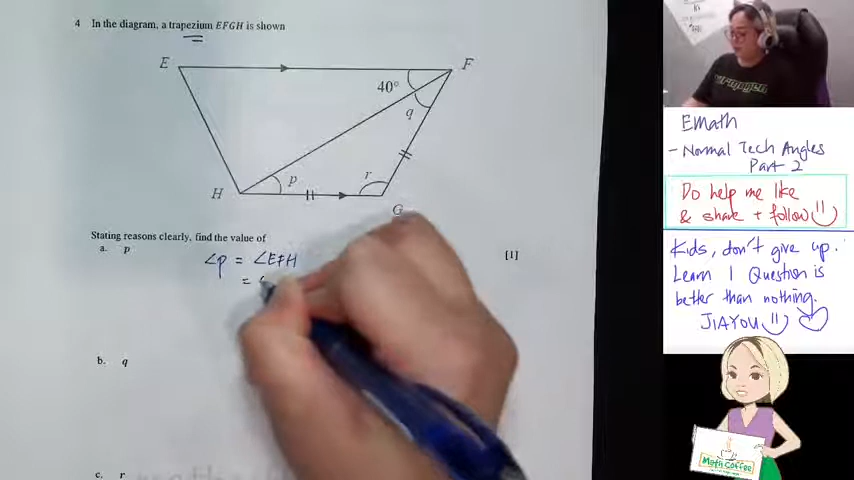 4 In the diagram, a trapezium EFGH is shown
E
F
40°
q
H
p
r
G
Stating reasons clearly, find the value of
a. p
[1]
∠p = ∠EFH
=
b. q
c. r
EMath
- Normal Tech Angles
Part 2
Do help me like
& share + follow
Kids, don't give up.
Learn 1 Question is
better than nothing.
JIAYOU
Math Coffee